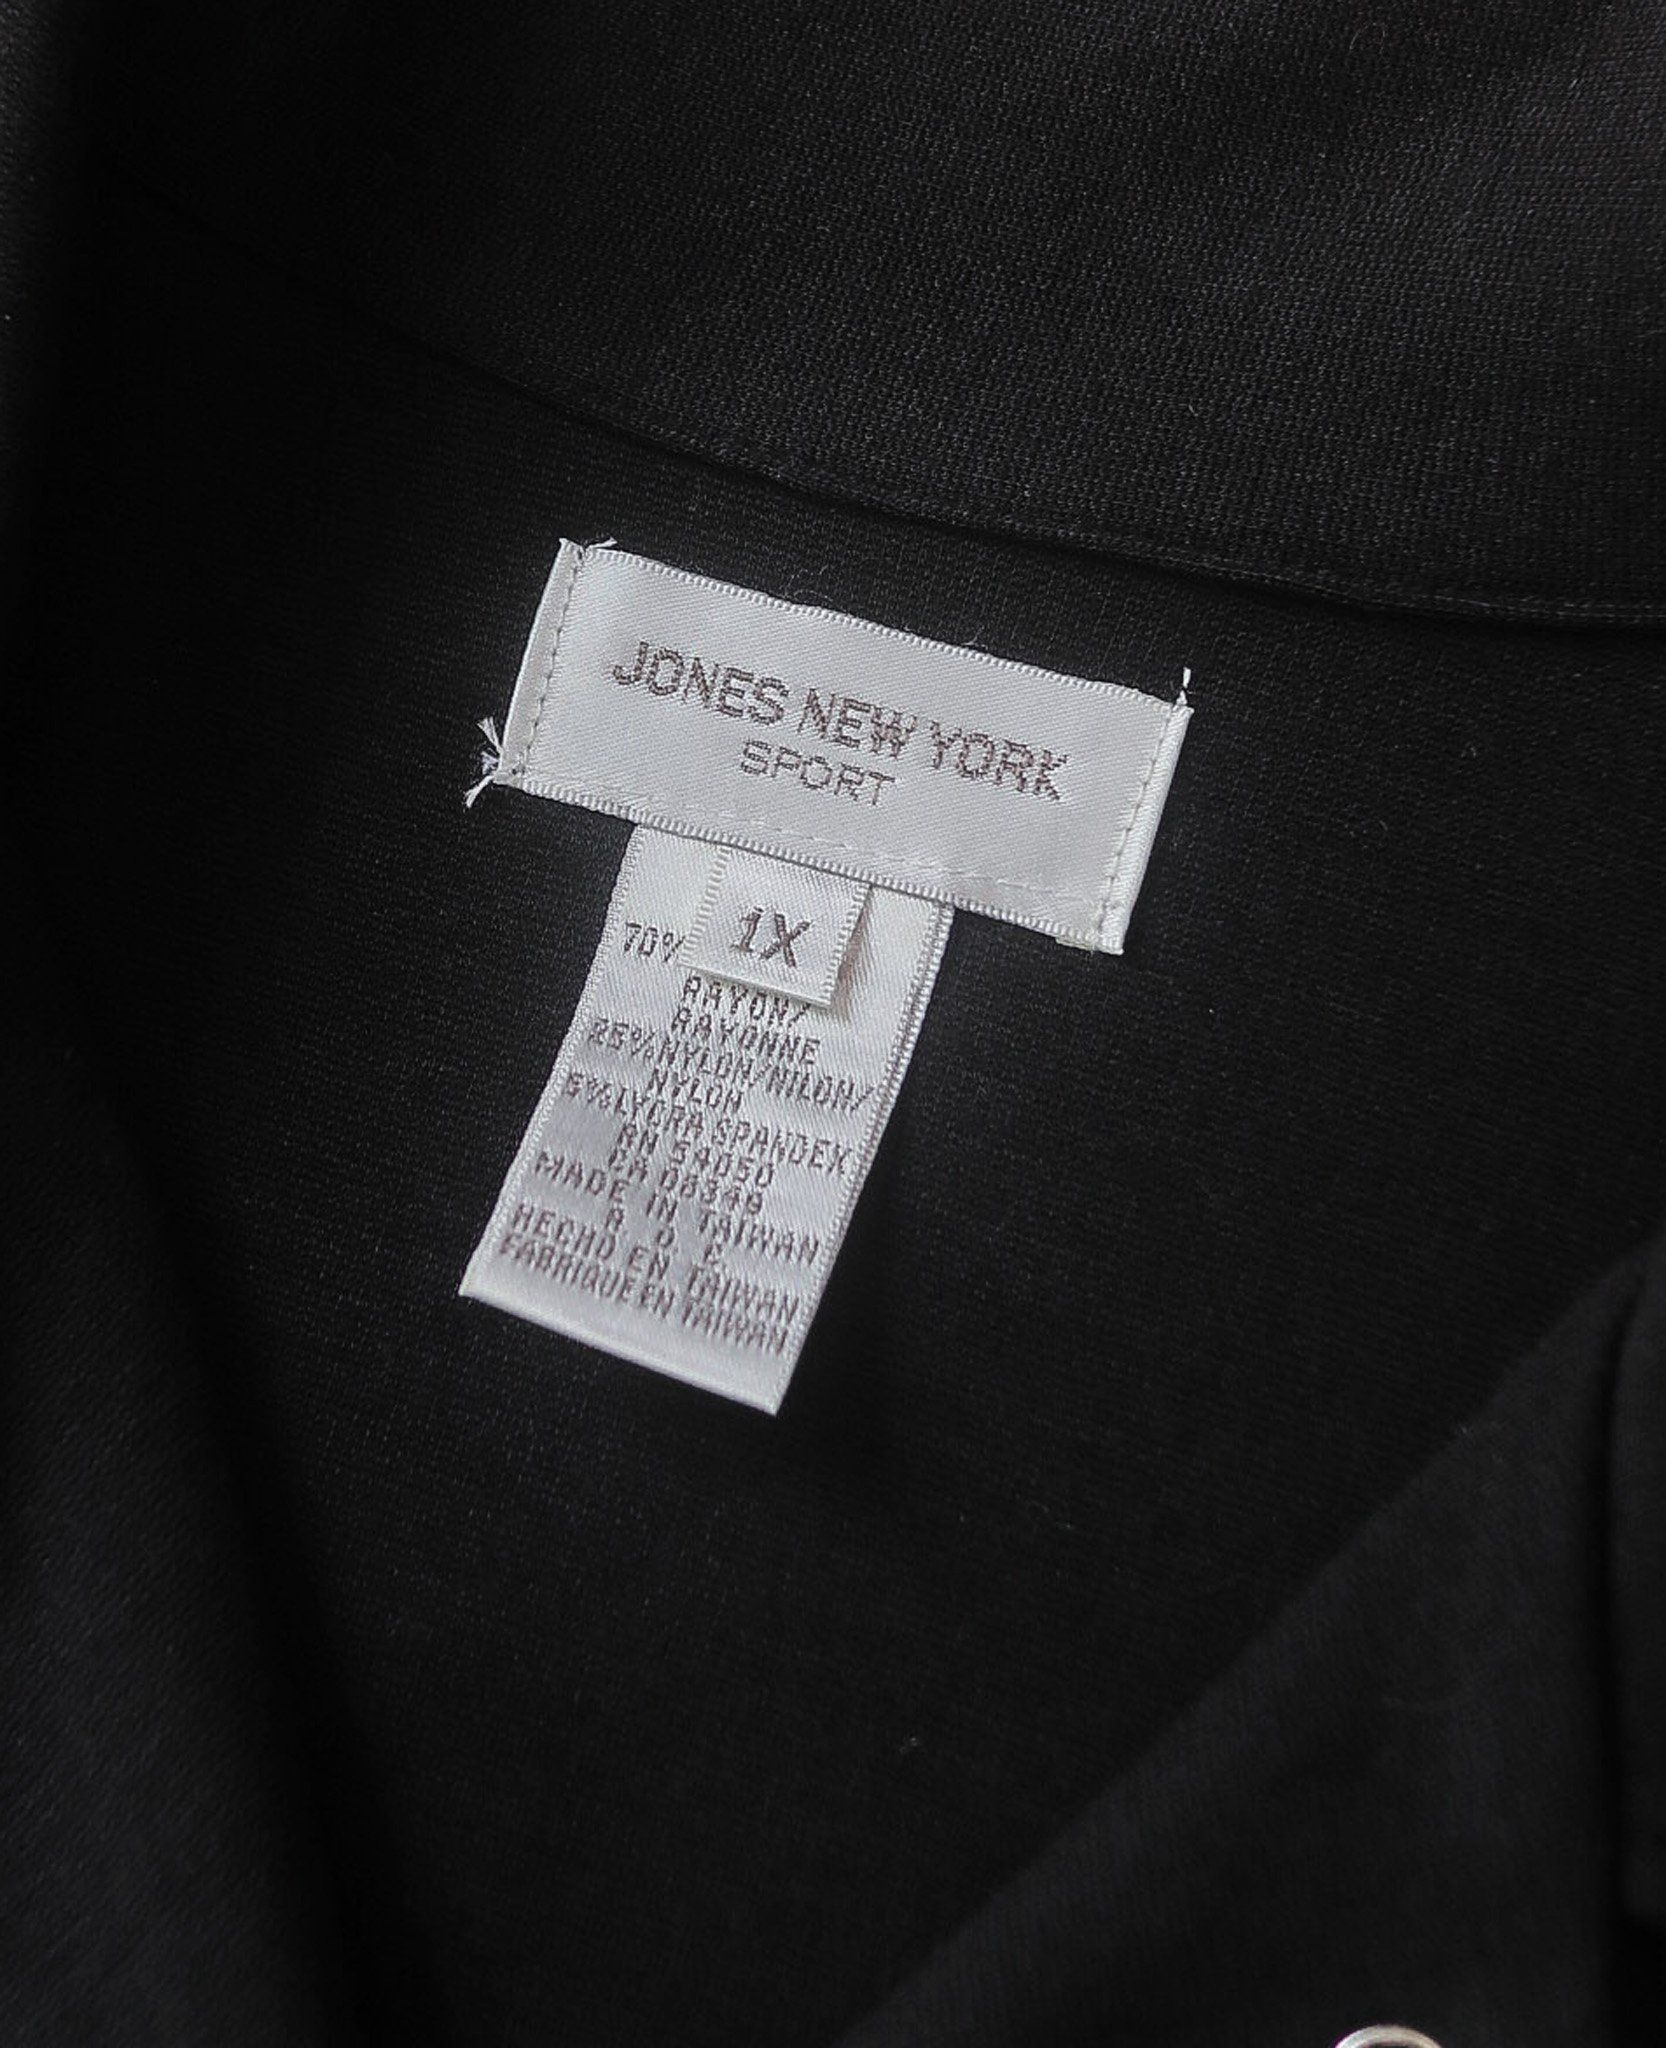 JONES NEW YORK
SPORT
1X
70%
RAYON/
RAYONNE
25%NYLON/NILON/
NYLON
5%LYCRA SPANDEX
RN 54050
CA 08348
MADE IN TAIWAN
R. O. C.
HECHO EN TAIWAN
FABRIQUE EN TAIWAN